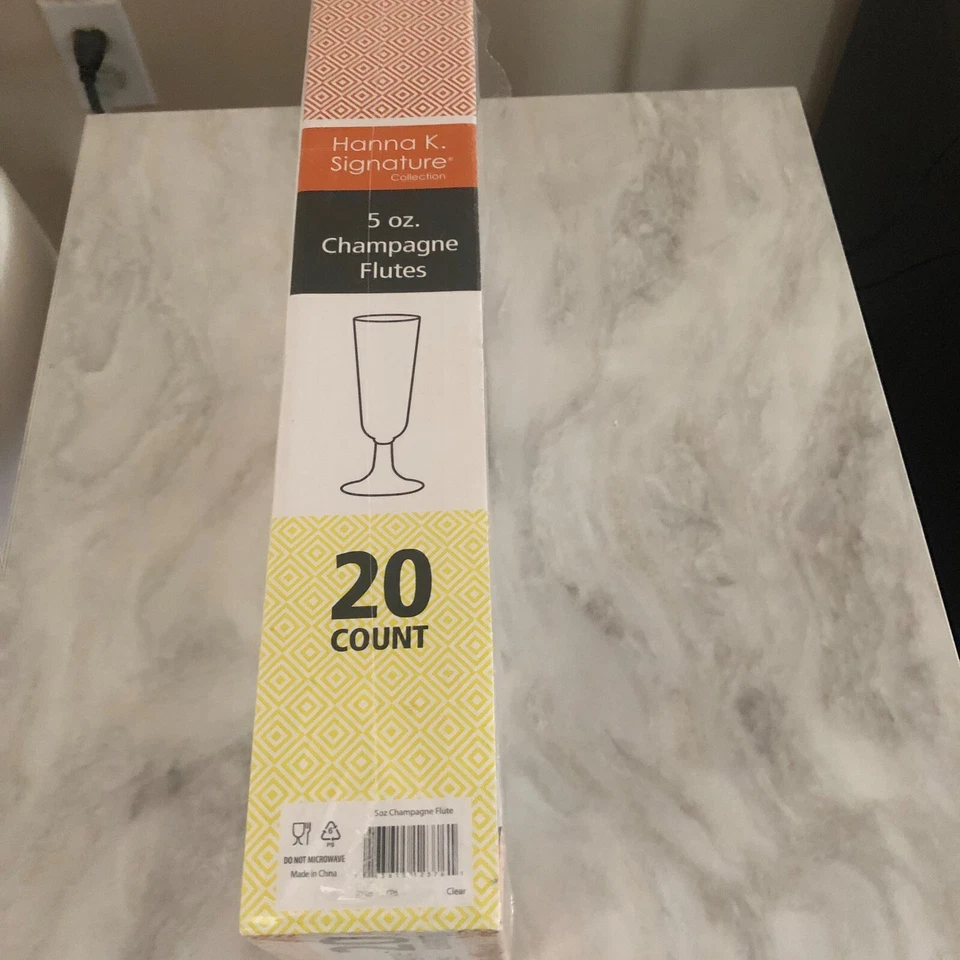 Hanna K.
Signature®
Collection
5 oz.
Champagne
Flutes
20
COUNT
5oz Champagne Flute
6
PS
DO NOT MICROWAVE
Made in China
Clear